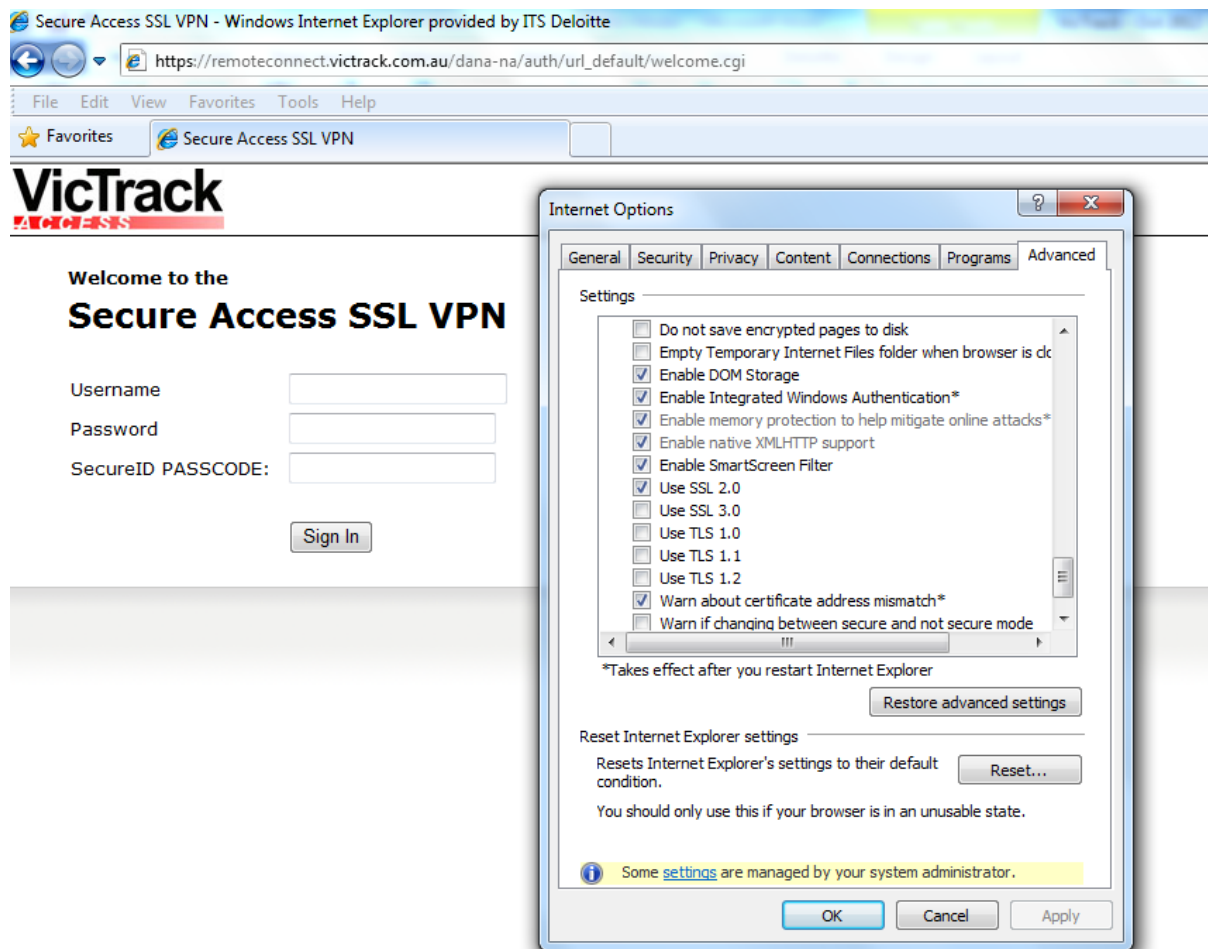 Secure Access SSL VPN - Windows Internet Explorer provided by ITS Deloitte
https://remoteconnect.victrack.com.au/dana-na/auth/url_default/welcome.cgi
File Edit View Favorites Tools Help
Favorites Secure Access SSL VPN
VicTrack
ACCESS
Welcome to the
Secure Access SSL VPN
Username
Password
SecureID PASSCODE:
Sign In
Internet Options
General Security Privacy Content Connections Programs Advanced
Settings
Do not save encrypted pages to disk
Empty Temporary Internet Files folder when browser is clo
Enable DOM Storage
Enable Integrated Windows Authentication*
Enable memory protection to help mitigate online attacks*
Enable native XMLHTTP support
Enable SmartScreen Filter
Use SSL 2.0
Use SSL 3.0
Use TLS 1.0
Use TLS 1.1
Use TLS 1.2
Warn about certificate address mismatch*
Warn if changing between secure and not secure mode
*Takes effect after you restart Internet Explorer
Restore advanced settings
Reset Internet Explorer settings
Resets Internet Explorer's settings to their default
condition.
Reset...
You should only use this if your browser is in an unusable state.
Some settings are managed by your system administrator.
OK Cancel Apply